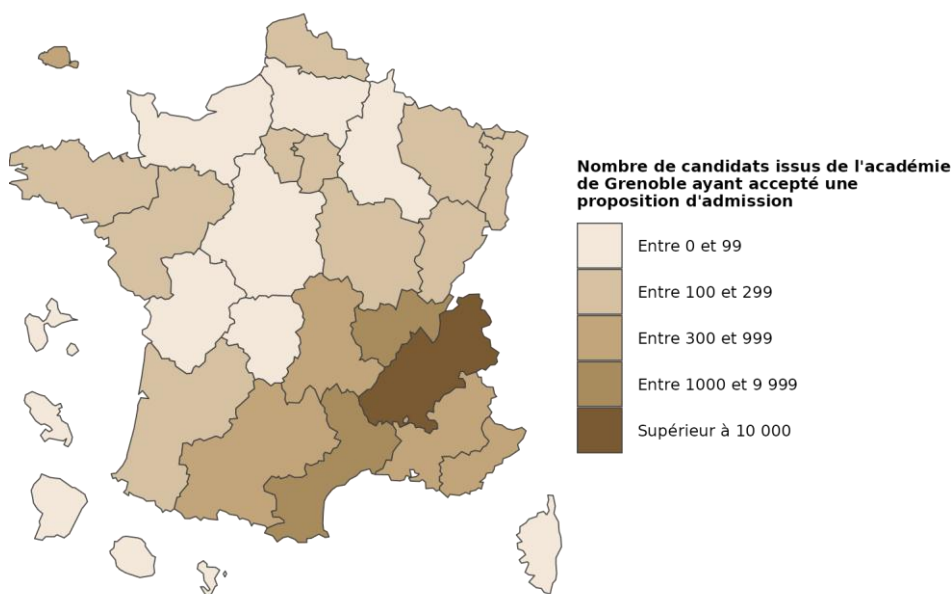 Nombre de candidats issus de l'académie
de Grenoble ayant accepté une
proposition d'admission
Entre 0 et 99
Entre 100 et 299
Entre 300 et 999
Entre 1000 et 9 999
Supérieur à 10 000